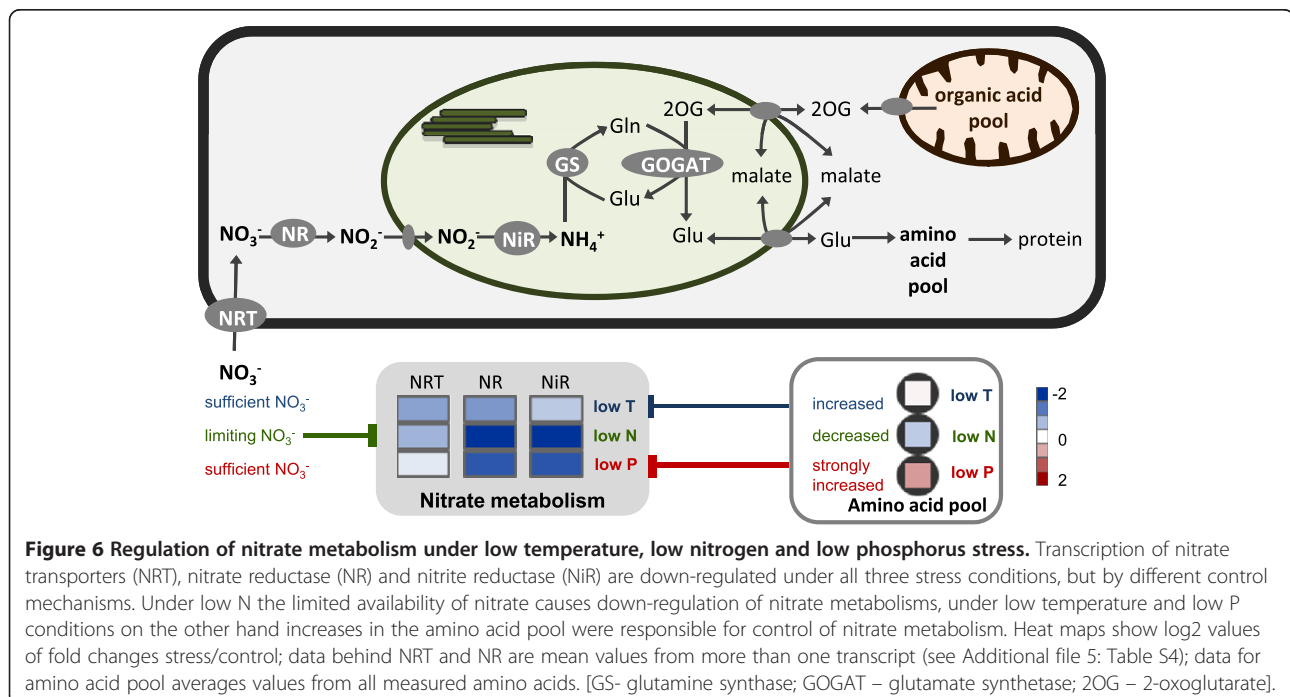 organic acid
pool
2OG
2OG
Gln
GS
GOGAT
malate
malate
Glu
NO₃⁻
NR
NO₂⁻
NO₂⁻
NiR
NH₄⁺
Glu
Glu
amino
acid
pool
protein
NRT
NO₃⁻
NRT
NR
NiR
sufficient NO₃⁻
low T
increased
low T
-2
limiting NO₃⁻
low N
decreased
low N
0
sufficient NO₃⁻
low P
strongly
increased
low P
2
Nitrate metabolism
Amino acid pool
Figure 6 Regulation of nitrate metabolism under low temperature, low nitrogen and low phosphorus stress. Transcription of nitrate
transporters (NRT), nitrate reductase (NR) and nitrite reductase (NiR) are down-regulated under all three stress conditions, but by different control
mechanisms. Under low N the limited availability of nitrate causes down-regulation of nitrate metabolisms, under low temperature and low P
conditions on the other hand increases in the amino acid pool were responsible for control of nitrate metabolism. Heat maps show log2 values
of fold changes stress/control; data behind NRT and NR are mean values from more than one transcript (see Additional file 5: Table S4); data for
amino acid pool averages values from all measured amino acids. [GS- glutamine synthase; GOGAT – glutamate synthetase; 2OG – 2-oxoglutarate].